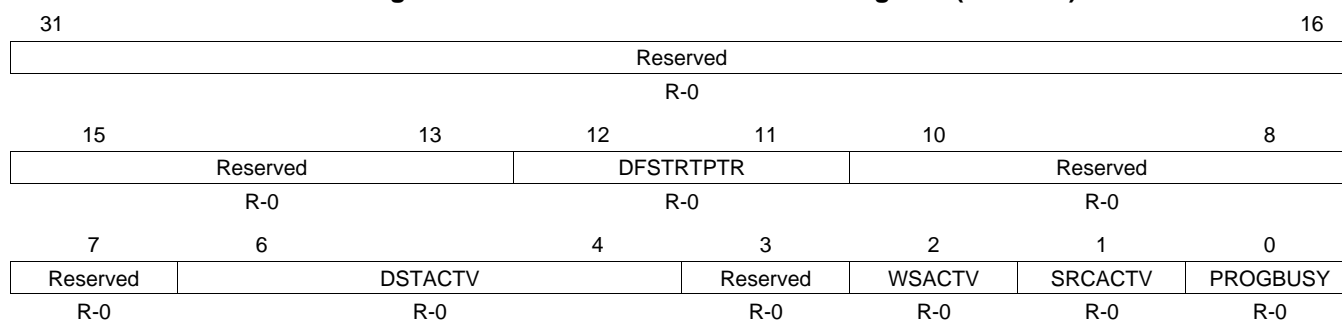 31 16
Reserved
R-0
15 13 12 11 10 8
Reserved DFSTRTPTR Reserved
R-0 R-0 R-0
7 6 4 3 2 1 0
Reserved DSTACTV Reserved WSACTV SRCACTV PROGBUSY
R-0 R-0 R-0 R-0 R-0 R-0